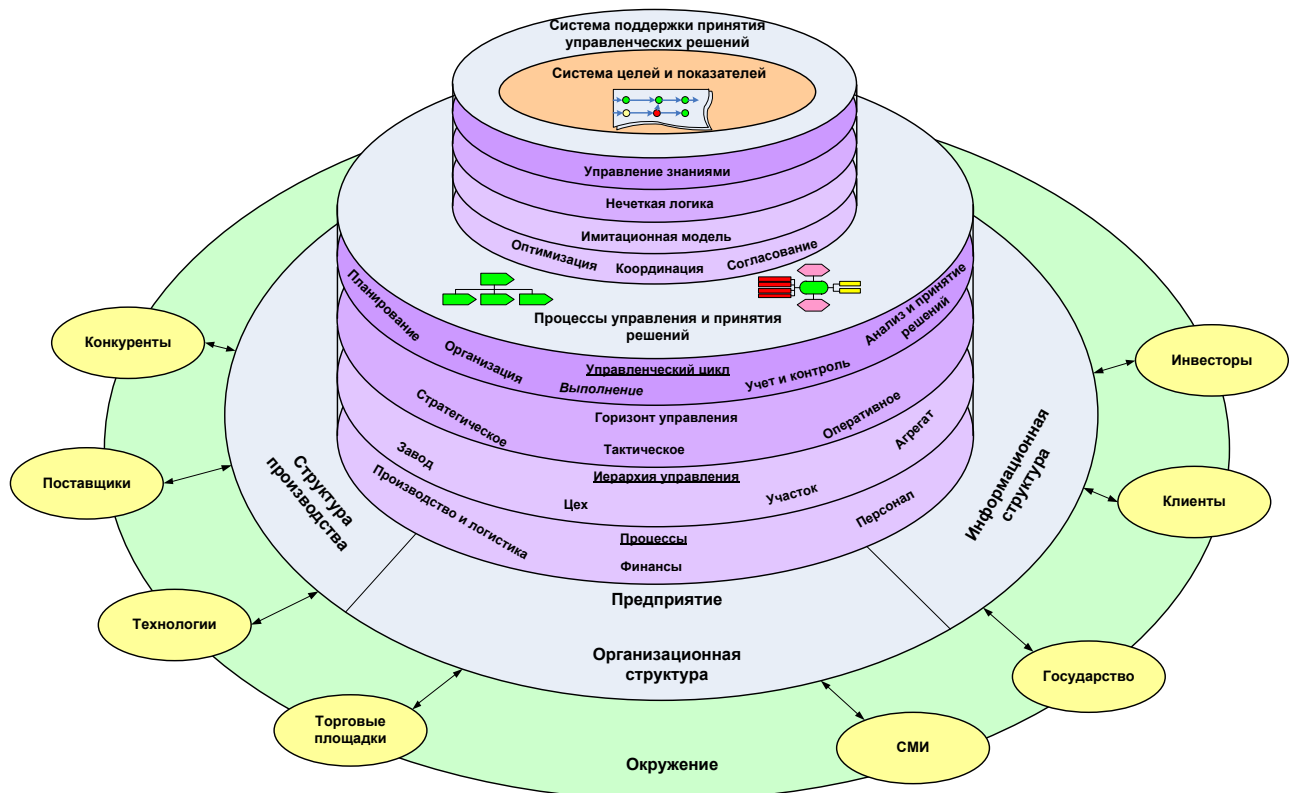 Система поддержки принятия
управленческих решений
Система целей и показателей
Управление знаниями
Нечеткая логика
Имитационная модель
Оптимизация
Координация
Согласование
Процессы управления и принятия
решений
Планирование
Организация
Управленческий цикл
Выполнение
Учет и контроль
Анализ и принятие
решений
Стратегическое
Горизонт управления
Тактическое
Оперативное
Завод
Иерархия управления
Цех
Участок
Агрегат
Производство и логистика
Процессы
Финансы
Персонал
Структура
производства
Предприятие
Организационная
структура
Информационная
структура
Конкуренты
Поставщики
Технологии
Торговые
площадки
Окружение
СМИ
Государство
Клиенты
Инвесторы